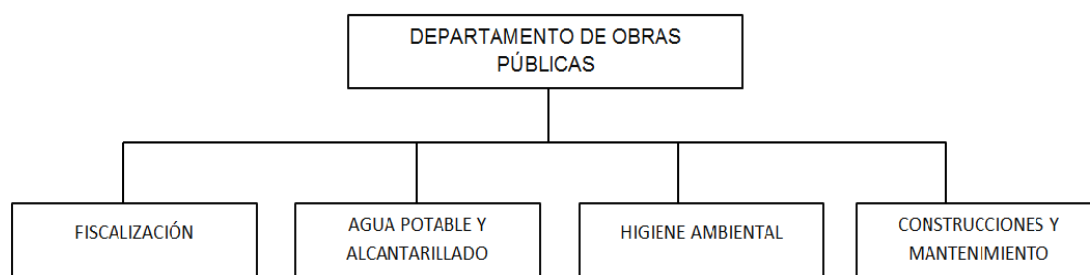 DEPARTAMENTO DE OBRAS
PÚBLICAS
FISCALIZACIÓN
AGUA POTABLE Y
ALCANTARILLADO
HIGIENE AMBIENTAL
CONSTRUCCIONES Y
MANTENIMIENTO